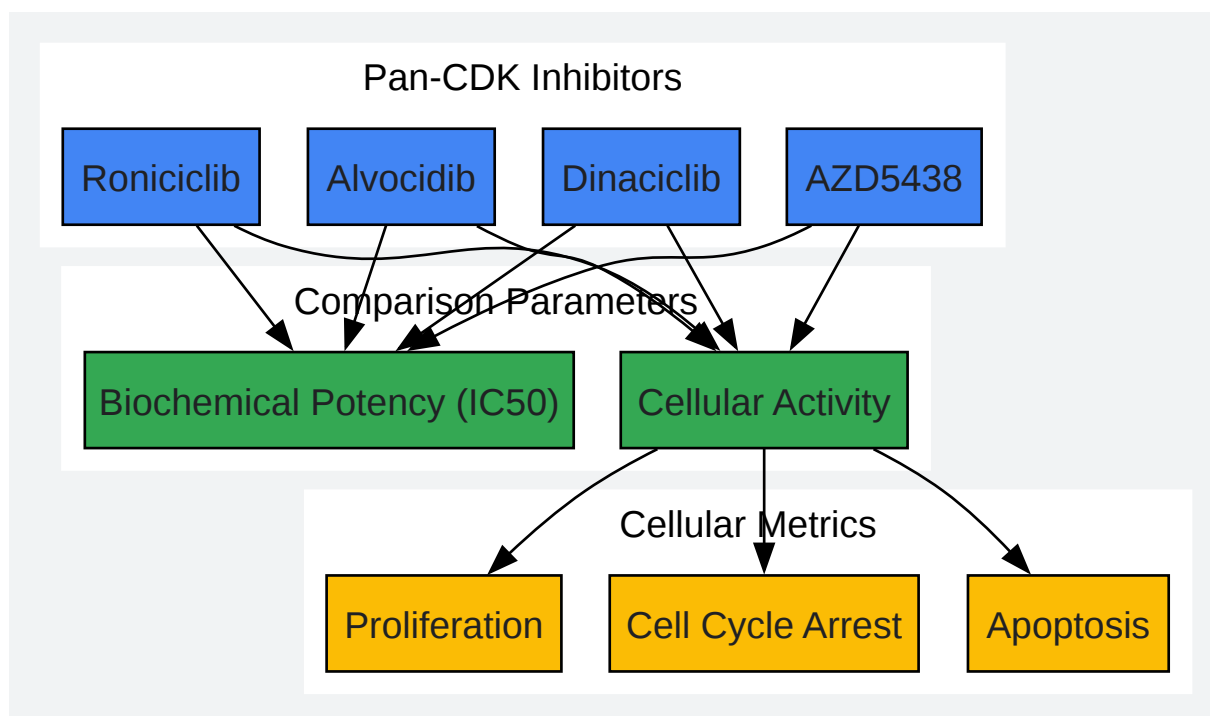 Pan-CDK Inhibitors
Roniciclib
Alvocidib
Dinaciclib
AZD5438
Comparison Parameters
Biochemical Potency (IC50)
Cellular Activity
Cellular Metrics
Proliferation
Cell Cycle Arrest
Apoptosis